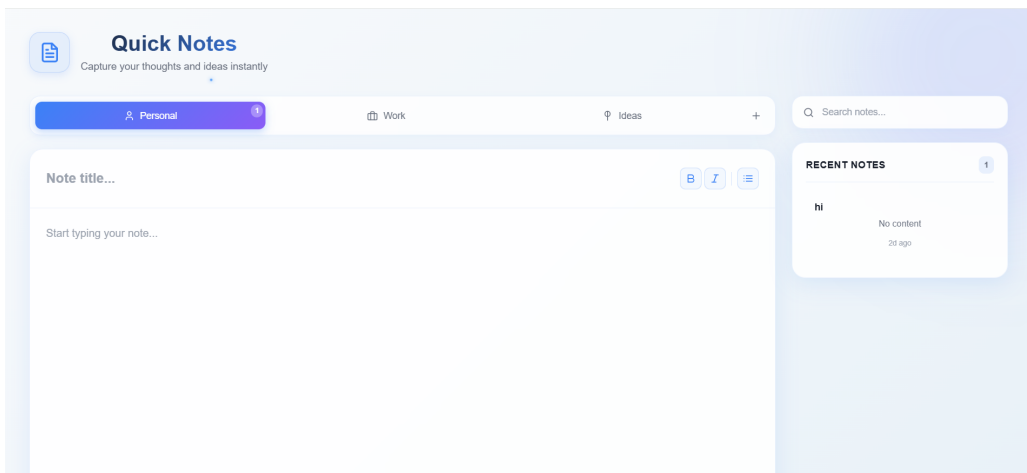 Quick Notes
Capture your thoughts and ideas instantly
Personal 1 Work Ideas +
Search notes...
Note title... B I
RECENT NOTES 1
Start typing your note...
hi
No content
2d ago